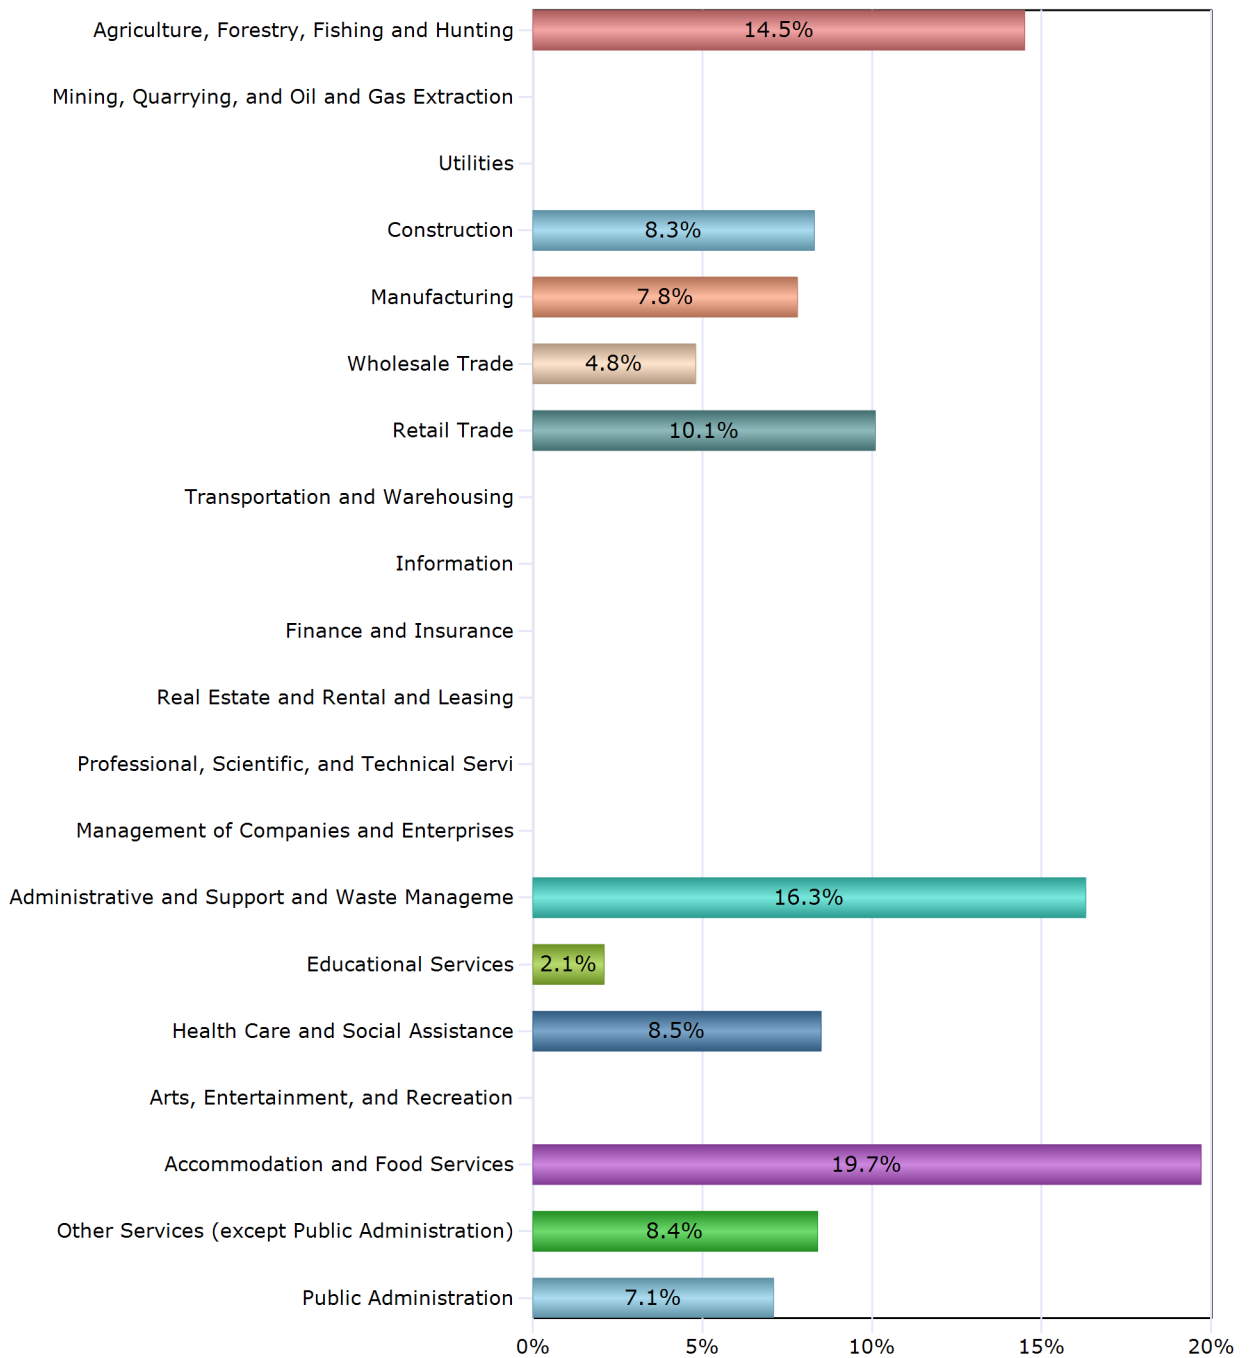 Agriculture, Forestry, Fishing and Hunting 14.5%
Mining, Quarrying, and Oil and Gas Extraction
Utilities
Construction 8.3%
Manufacturing 7.8%
Wholesale Trade 4.8%
Retail Trade 10.1%
Transportation and Warehousing
Information
Finance and Insurance
Real Estate and Rental and Leasing
Professional, Scientific, and Technical Servi
Management of Companies and Enterprises
Administrative and Support and Waste Manageme 16.3%
Educational Services 2.1%
Health Care and Social Assistance 8.5%
Arts, Entertainment, and Recreation
Accommodation and Food Services 19.7%
Other Services (except Public Administration) 8.4%
Public Administration 7.1%
0% 5% 10% 15% 20%